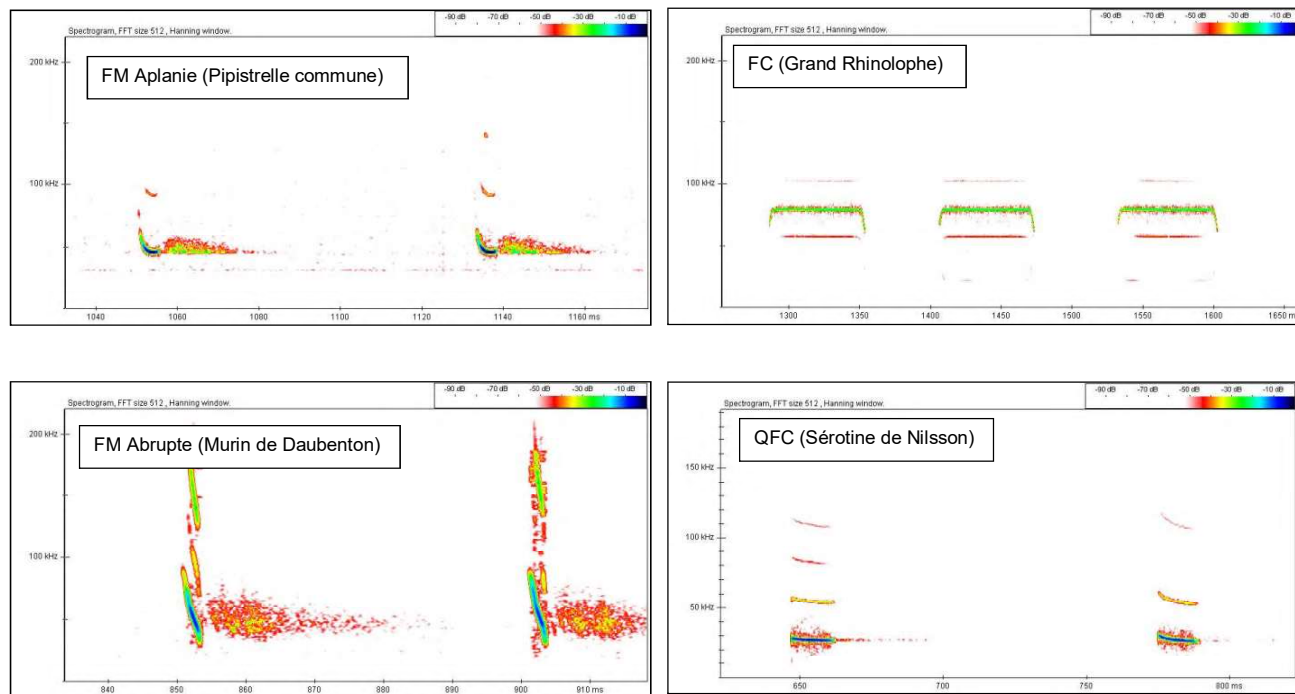 -90 dB -70 dB -50 dB -30 dB -10 dB
Spectrogram, FFT size 512 , Hanning window.
200 kHz
FM Aplanie (Pipistrelle commune)
100 kHz
1040 1060 1080 1100 1120 1140 1160 ms
-90 dB -70 dB -50 dB -30 dB -10 dB
Spectrogram, FFT size 512 , Hanning window.
200 kHz
FC (Grand Rhinolophe)
100 kHz
1300 1350 1400 1450 1500 1550 1600 1650 ms
-90 dB -70 dB -50 dB -30 dB -10 dB
Spectrogram, FFT size 512 , Hanning window.
200 kHz
FM Abrupte (Murin de Daubenton)
100 kHz
840 850 860 870 880 890 900 910 ms
-90 dB -70 dB -50 dB -30 dB -10 dB
Spectrogram, FFT size 512 , Hanning window.
QFC (Sérotine de Nilsson)
150 kHz
100 kHz
50 kHz
650 700 750 800 ms